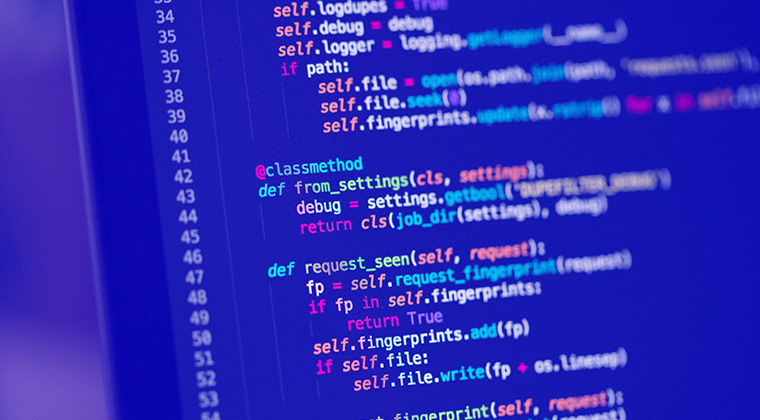 33
34 self.logdupes = True
35 self.debug = debug
36 self.logger = logging.getLogger(__name__)
37 if path:
38 self.file = open(os.path.join(path, 'requests.seen'),
39 self.file.seek(0)
40 self.fingerprints.update(x.rstrip() for x in self.fil
41
42 @classmethod
43 def from_settings(cls, settings):
44 debug = settings.getbool('DUPEFILTER_DEBUG')
45 return cls(job_dir(settings), debug)
46
47 def request_seen(self, request):
48 fp = self.request_fingerprint(request)
49 if fp in self.fingerprints:
50 return True
51 self.fingerprints.add(fp)
52 if self.file:
53 self.file.write(fp + os.linesep)
54
fingerprint(self, request):
(request)